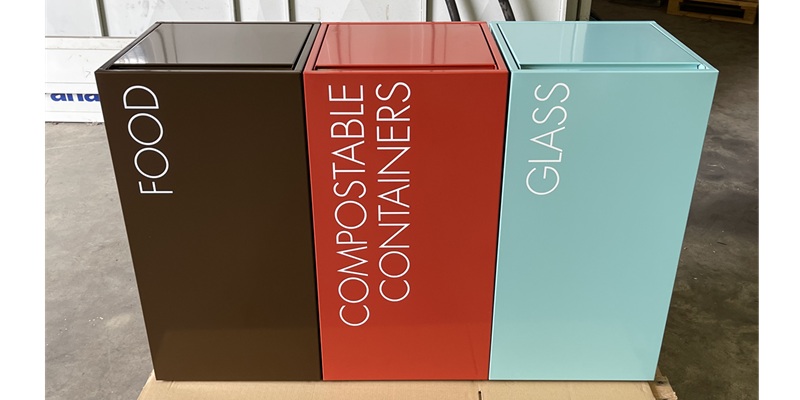 FOOD
COMPOSTABLE
CONTAINERS
GLASS